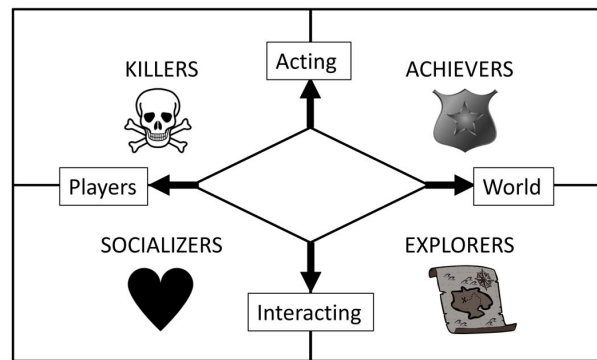 Acting
KILLERS
ACHIEVERS
Players
World
SOCIALIZERS
EXPLORERS
Interacting